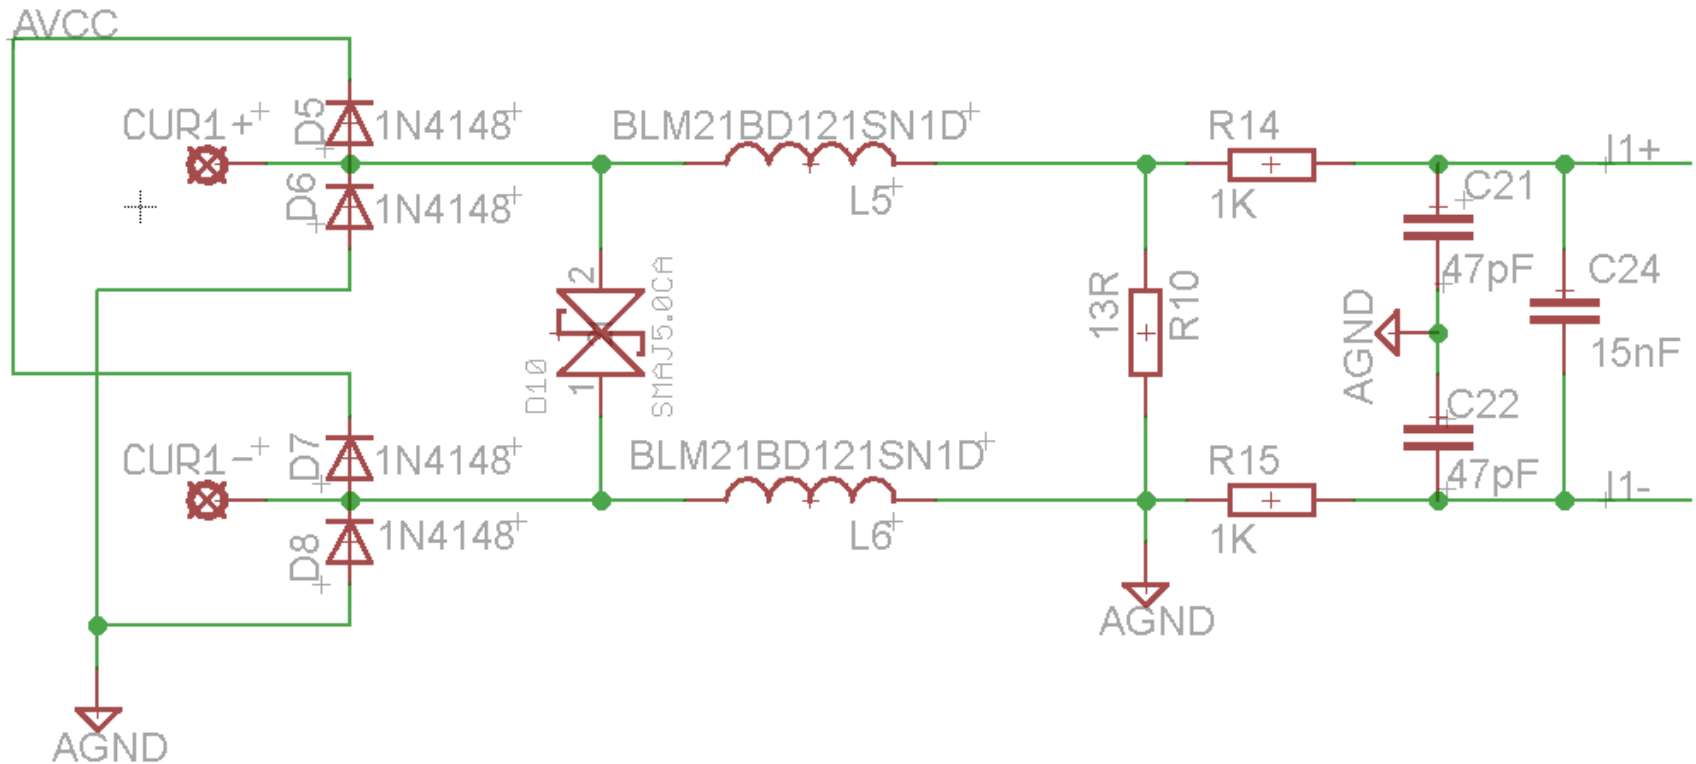 AVCC
CUR1+
D5
1N4148
BLM21BD121SN1D
R14
I1+
D6
1N4148
L5
1K
C21
47pF
2
SMAJ5.0CA
D10
1
13R
R10
AGND
C24
15nF
C22
47pF
CUR1-
D7
1N4148
BLM21BD121SN1D
R15
I1-
D8
1N4148
L6
1K
AGND
AGND